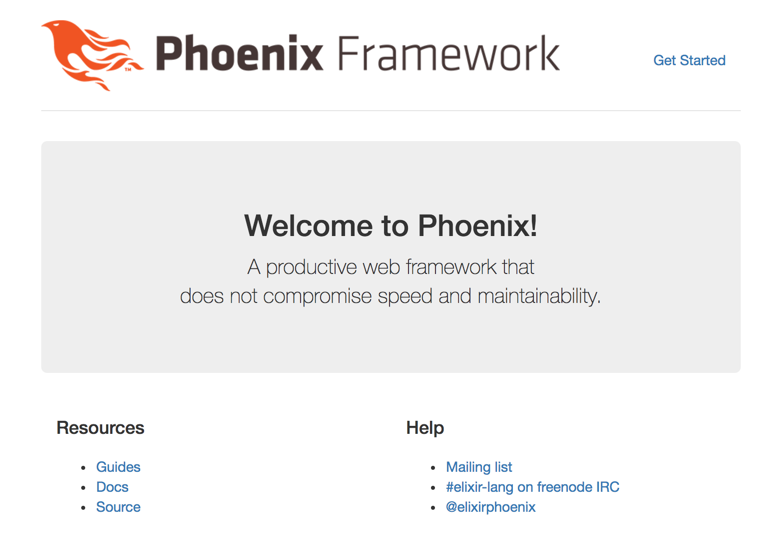 Phoenix Framework
TM
Get Started
Welcome to Phoenix!
A productive web framework that
does not compromise speed and maintainability.
Resources
Guides
Docs
Source
Help
Mailing list
#elixir-lang on freenode IRC
@elixirphoenix